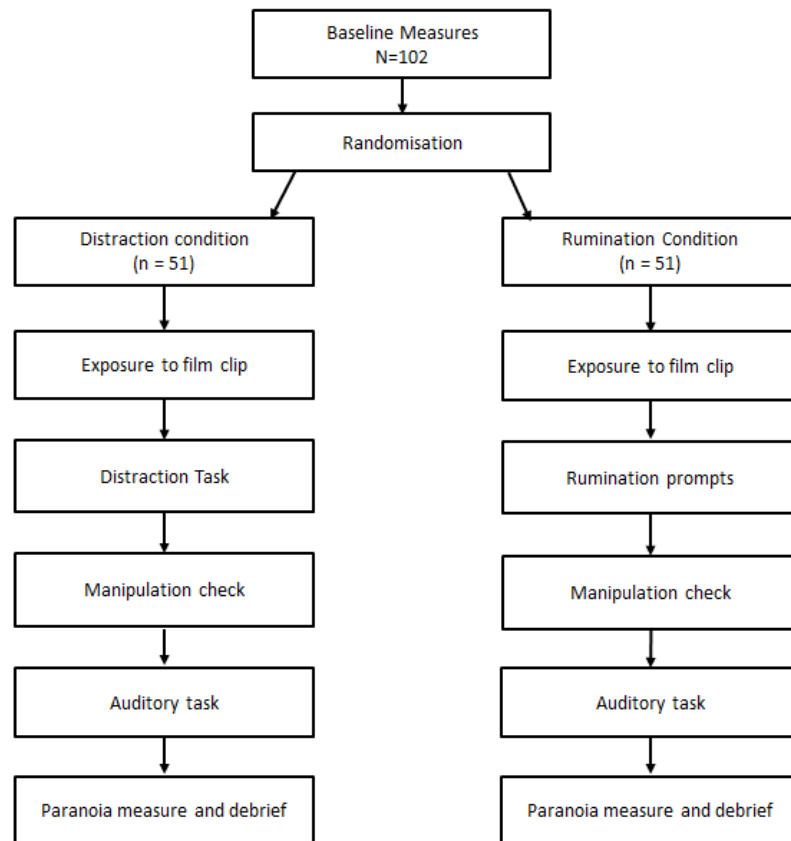 Baseline Measures
N=102
Randomisation
Distraction condition
(n = 51)
Rumination Condition
(n = 51)
Exposure to film clip
Exposure to film clip
Distraction Task
Rumination prompts
Manipulation check
Manipulation check
Auditory task
Auditory task
Paranoia measure and debrief
Paranoia measure and debrief